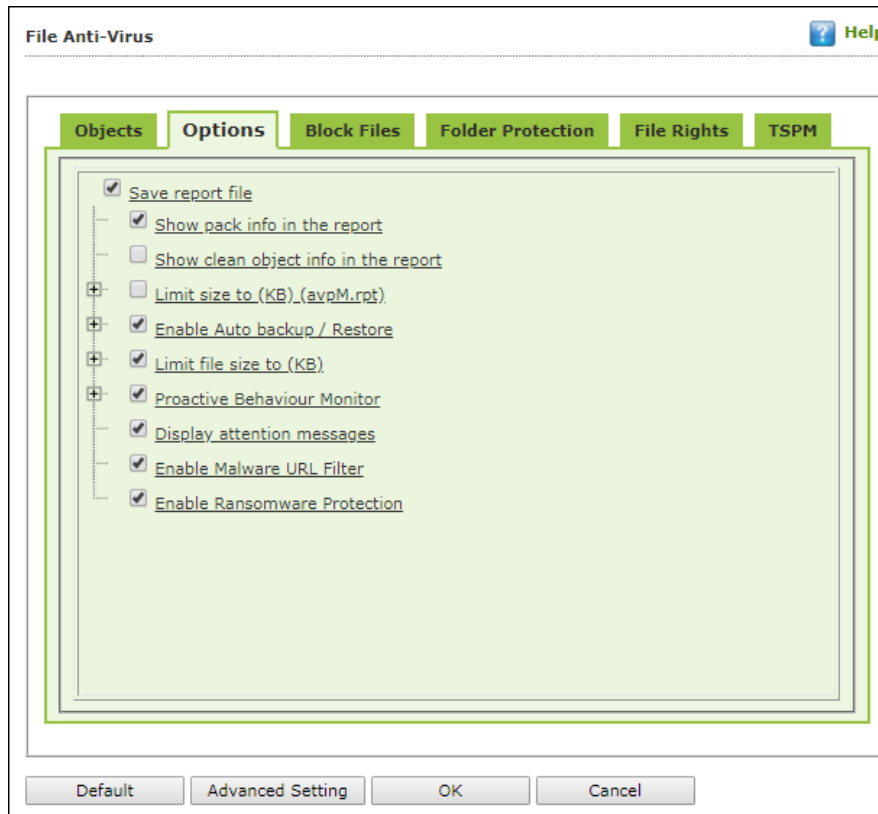 File Anti-Virus
? Help
Objects Options Block Files Folder Protection File Rights TSPM
Save report file
Show pack info in the report
Show clean object info in the report
Limit size to (KB) (avpM.rpt)
Enable Auto backup / Restore
Limit file size to (KB)
Proactive Behaviour Monitor
Display attention messages
Enable Malware URL Filter
Enable Ransomware Protection
Default Advanced Setting OK Cancel